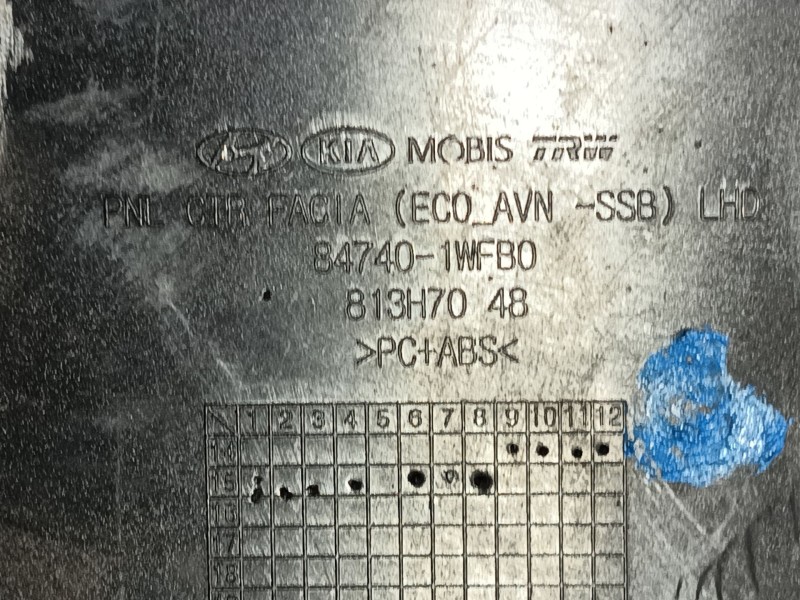 KIA MOBIS TRW
PNL CTR FACIA (ECO_AVN -SSB) LHD
84740-1WFB0
813H70 48
>PC+ABS<
1 2 3 4 5 6 7 8 9 10 11 12
14
15
16
17
18